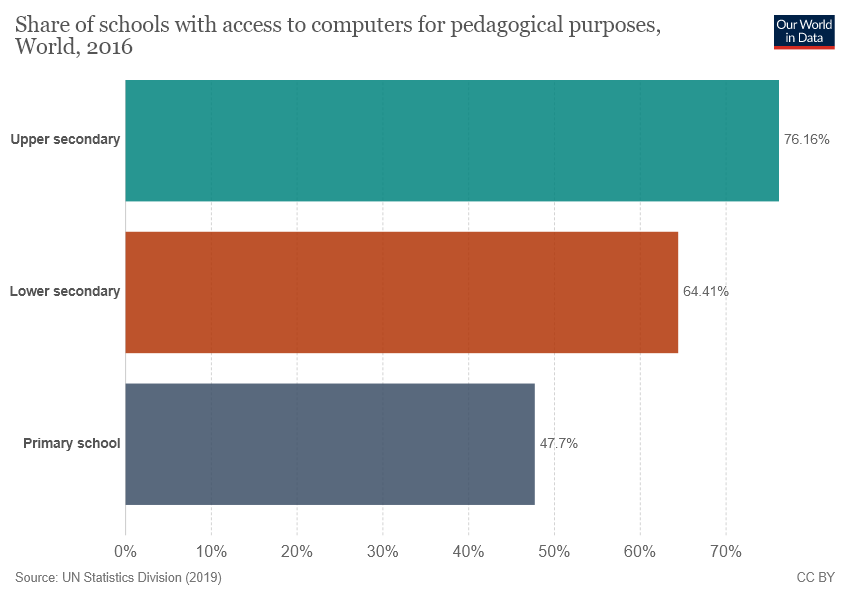 Share of schools with access to computers for pedagogical purposes,
World, 2016
Our World
in Data
Upper secondary
76.16%
Lower secondary
64.41%
Primary school
47.7%
0% 10% 20% 30% 40% 50% 60% 70%
Source: UN Statistics Division (2019)
CC BY